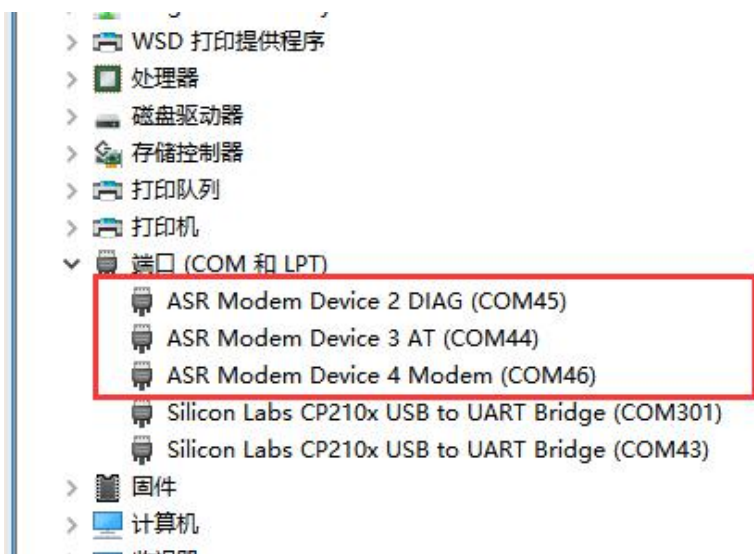 WSD 打印提供程序
处理器
磁盘驱动器
存储控制器
打印队列
打印机
端口 (COM 和 LPT)
ASR Modem Device 2 DIAG (COM45)
ASR Modem Device 3 AT (COM44)
ASR Modem Device 4 Modem (COM46)
Silicon Labs CP210x USB to UART Bridge (COM301)
Silicon Labs CP210x USB to UART Bridge (COM43)
固件
计算机